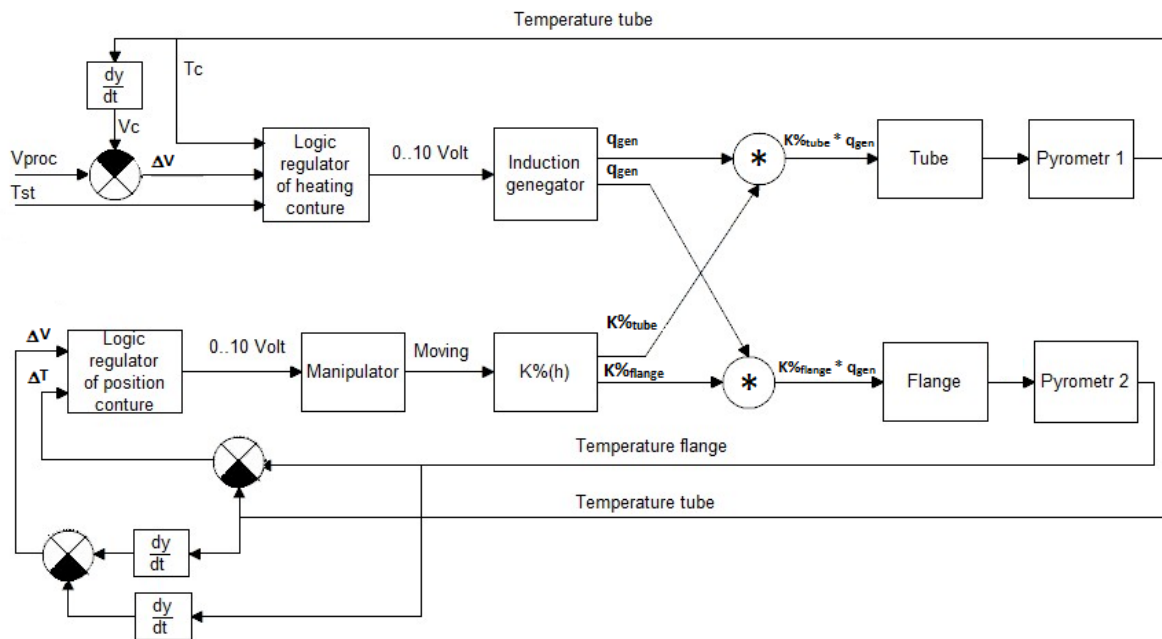 Temperature tube
dy
dt
Tc
Vc
Vproc
ΔV
Tst
Logic
regulator
of heating
conture
0..10 Volt
Induction
genegator
qgen
qgen
*
K%tube * qgen
Tube
Pyrometr 1
ΔV
ΔT
Logic
regulator
of position
conture
0..10 Volt
Manipulator
Moving
K%(h)
K%tube
K%flange
*
K%flange * qgen
Flange
Pyrometr 2
Temperature flange
Temperature tube
dy
dt
dy
dt